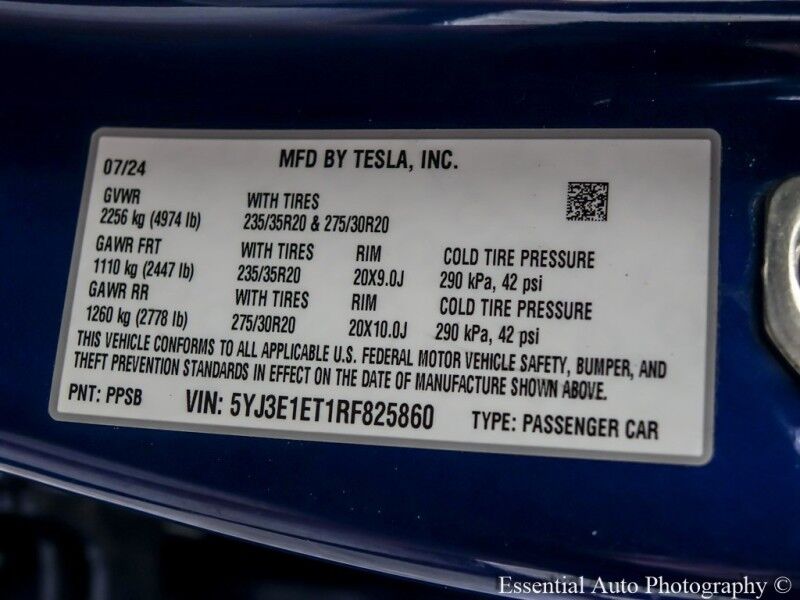 07/24 MFD BY TESLA, INC.
GVWR WITH TIRES
2256 kg (4974 lb) 235/35R20 & 275/30R20
GAWR FRT WITH TIRES RIM COLD TIRE PRESSURE
1110 kg (2447 lb) 235/35R20 20X9.0J 290 kPa, 42 psi
GAWR RR WITH TIRES RIM COLD TIRE PRESSURE
1260 kg (2778 lb) 275/30R20 20X10.0J 290 kPa, 42 psi
THIS VEHICLE CONFORMS TO ALL APPLICABLE U.S. FEDERAL MOTOR VEHICLE SAFETY, BUMPER, AND
THEFT PREVENTION STANDARDS IN EFFECT ON THE DATE OF MANUFACTURE SHOWN ABOVE.
PNT: PPSB VIN: 5YJ3E1ET1RF825860 TYPE: PASSENGER CAR
Essential Auto Photography ©